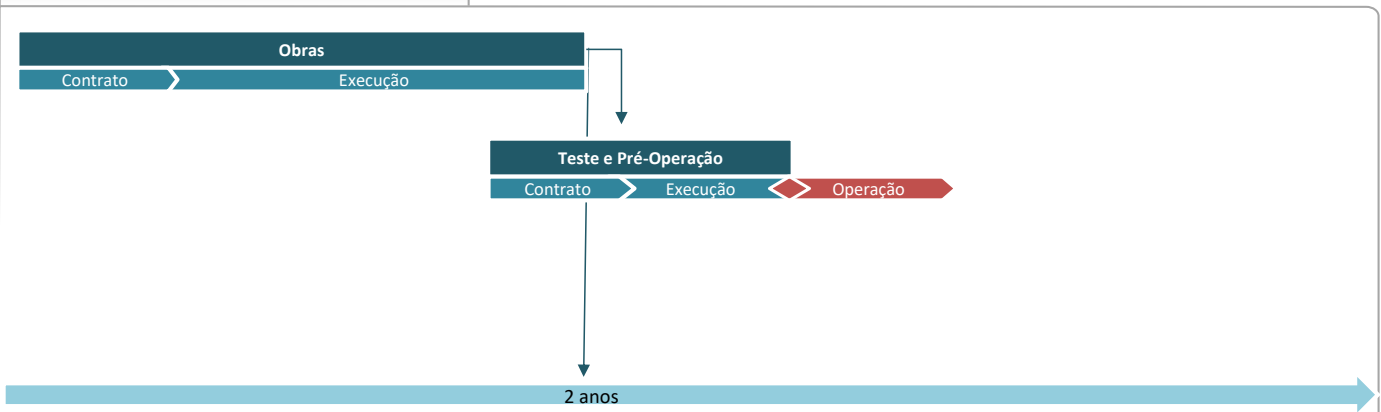 Obras
Contrato Execução
Teste e Pré-Operação
Contrato Execução Operação
2 anos